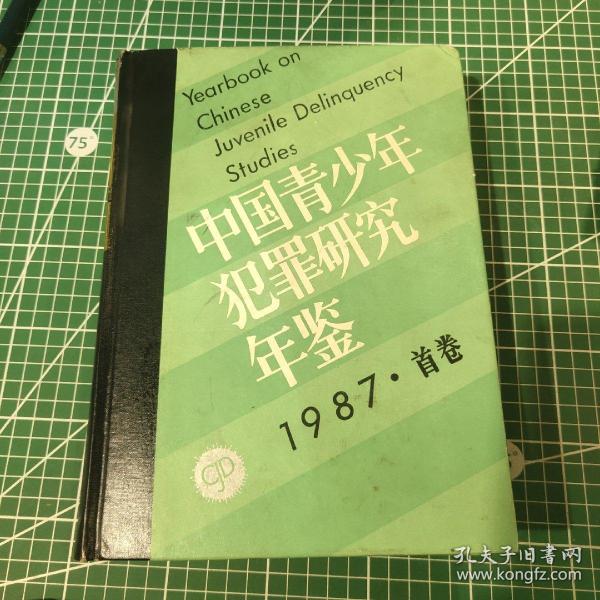 Yearbook on
Chinese
Juvenile Delinquency
Studies
中国青少年
犯罪研究
年鉴
1987·首卷
CJD
75°
孔夫子旧书网
www.kongfz.com